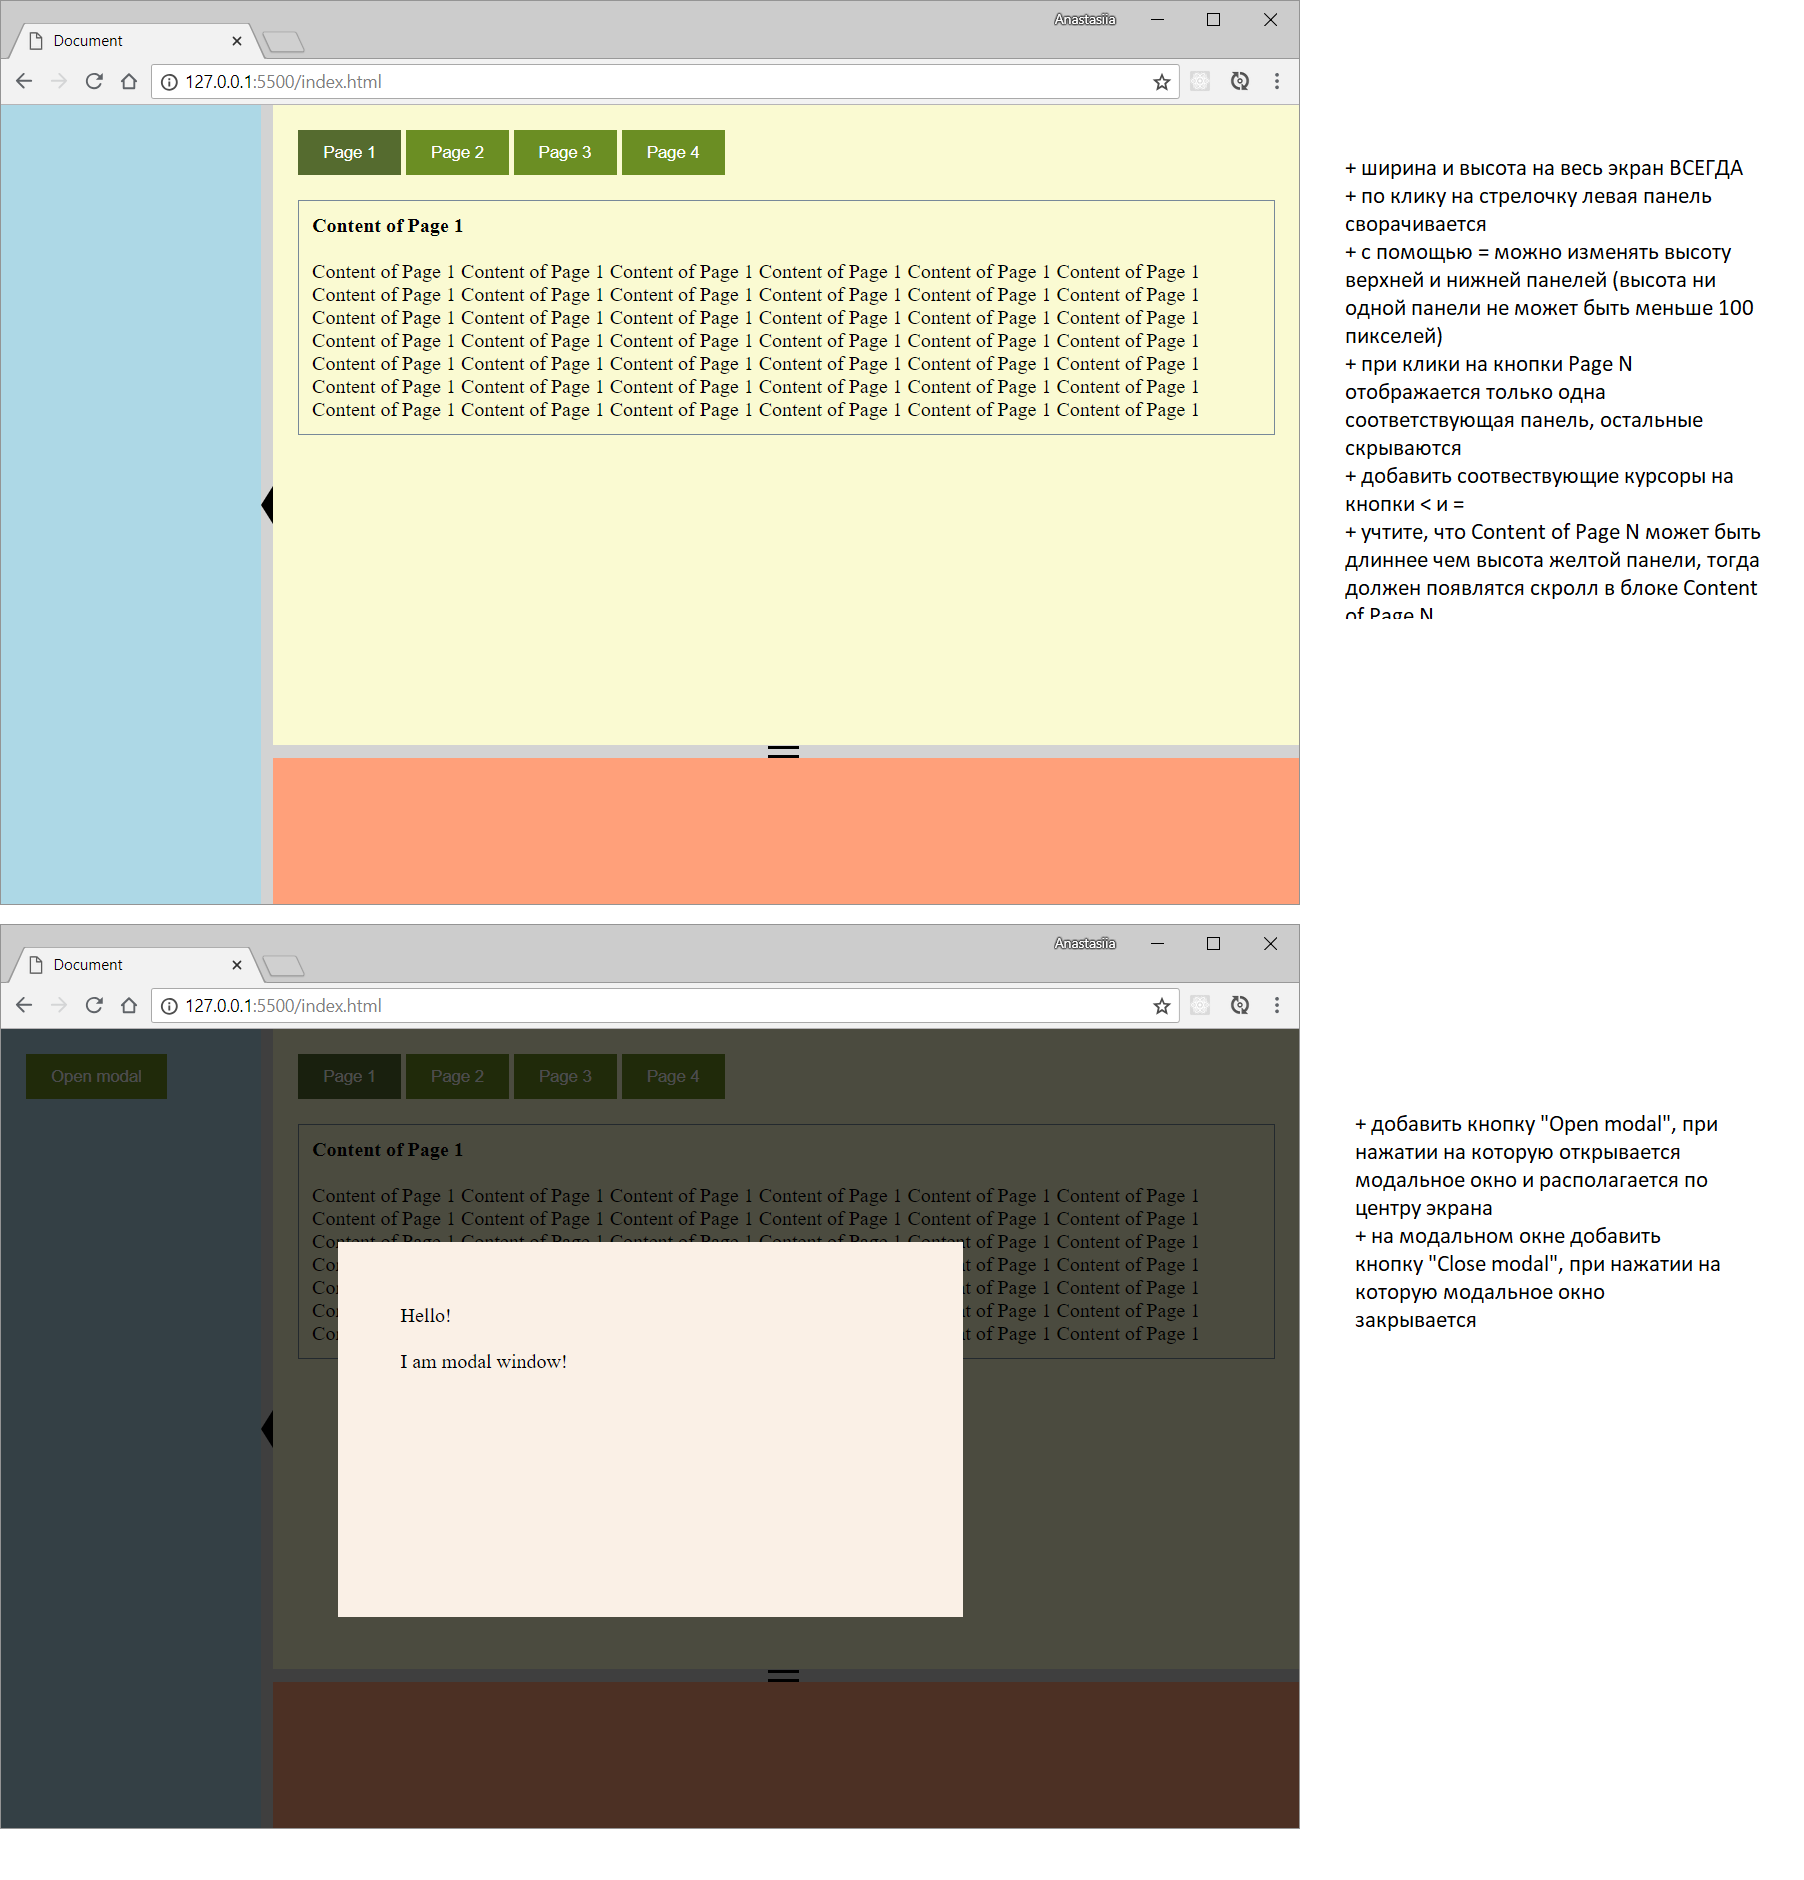 Anastasiia
Document
127.0.0.1:5500/index.html
Page 1 Page 2 Page 3 Page 4
Content of Page 1
Content of Page 1 Content of Page 1 Content of Page 1 Content of Page 1 Content of Page 1 Content of Page 1
Content of Page 1 Content of Page 1 Content of Page 1 Content of Page 1 Content of Page 1 Content of Page 1
Content of Page 1 Content of Page 1 Content of Page 1 Content of Page 1 Content of Page 1 Content of Page 1
Content of Page 1 Content of Page 1 Content of Page 1 Content of Page 1 Content of Page 1 Content of Page 1
Content of Page 1 Content of Page 1 Content of Page 1 Content of Page 1 Content of Page 1 Content of Page 1
Content of Page 1 Content of Page 1 Content of Page 1 Content of Page 1 Content of Page 1 Content of Page 1
Content of Page 1 Content of Page 1 Content of Page 1 Content of Page 1 Content of Page 1 Content of Page 1
+ ширина и высота на весь экран ВСЕГДА
+ по клику на стрелочку левая панель
сворачивается
+ с помощью = можно изменять высоту
верхней и нижней панелей (высота ни
одной панели не может быть меньше 100
пикселей)
+ при клики на кнопки Page N
отображается только одна
соответствующая панель, остальные
скрываются
+ добавить соотвествующие курсоры на
кнопки < и =
+ учтите, что Content of Page N может быть
длиннее чем высота желтой панели, тогда
должен появлятся скролл в блоке Content
of Page N
Anastasiia
Document
127.0.0.1:5500/index.html
Open modal
Page 1 Page 2 Page 3 Page 4
Content of Page 1
Content of Page 1 Content of Page 1 Content of Page 1 Content of Page 1 Content of Page 1 Content of Page 1
Content of Page 1 Content of Page 1 Content of Page 1 Content of Page 1 Content of Page 1 Content of Page 1
Content of Page 1 Content of Page 1
of Page 1 Content of Page 1
of Page 1 Content of Page 1
of Page 1 Content of Page 1
of Page 1 Content of Page 1
Hello!
I am modal window!
+ добавить кнопку "Open modal", при
нажатии на которую открывается
модальное окно и располагается по
центру экрана
+ на модальном окне добавить
кнопку "Close modal", при нажатии на
которую модальное окно
закрывается